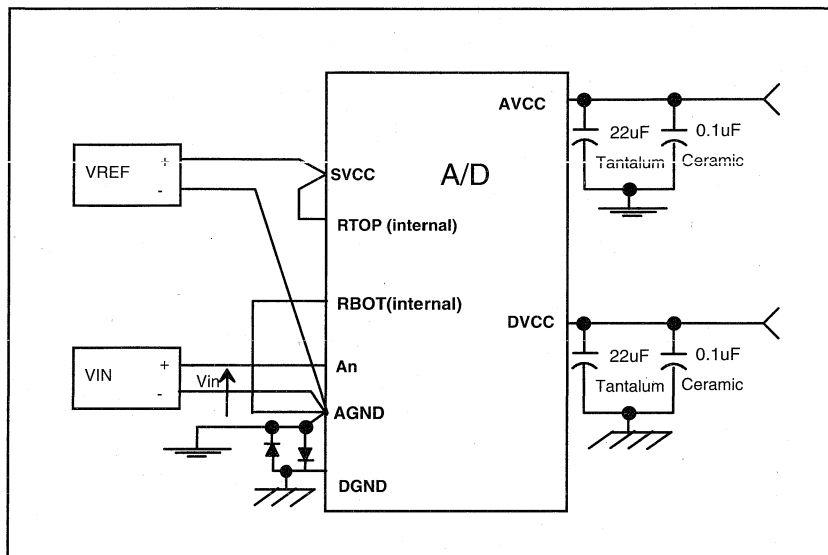 AVCC
22uF
0.1uF
Tantalum
Ceramic
VREF
+
-
SVCC
A/D
RTOP (internal)
RBOT(internal)
DVCC
22uF
0.1uF
Tantalum
Ceramic
VIN
+
-
Vin
An
AGND
DGND